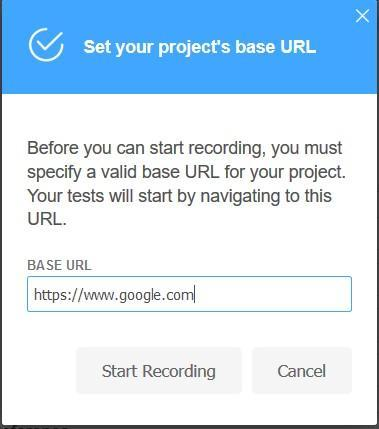 Set your project's base URL
Before you can start recording, you must
specify a valid base URL for your project.
Your tests will start by navigating to this
URL.
BASE URL
https://www.google.com
Start Recording
Cancel